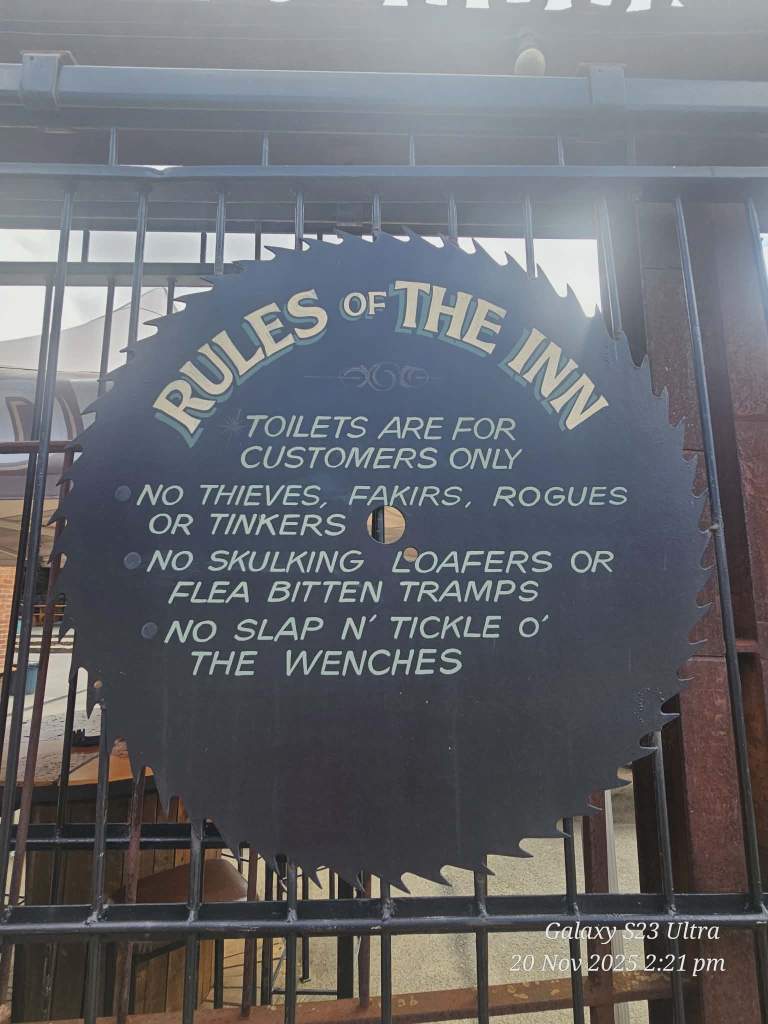 RULES OF THE INN
TOILETS ARE FOR
CUSTOMERS ONLY
NO THIEVES, FAKIRS, ROGUES
OR TINKERS
NO SKULKING LOAFERS OR
FLEA BITTEN TRAMPS
NO SLAP N' TICKLE O'
THE WENCHES
Galaxy S23 Ultra
20 Nov 2025 2:21 pm